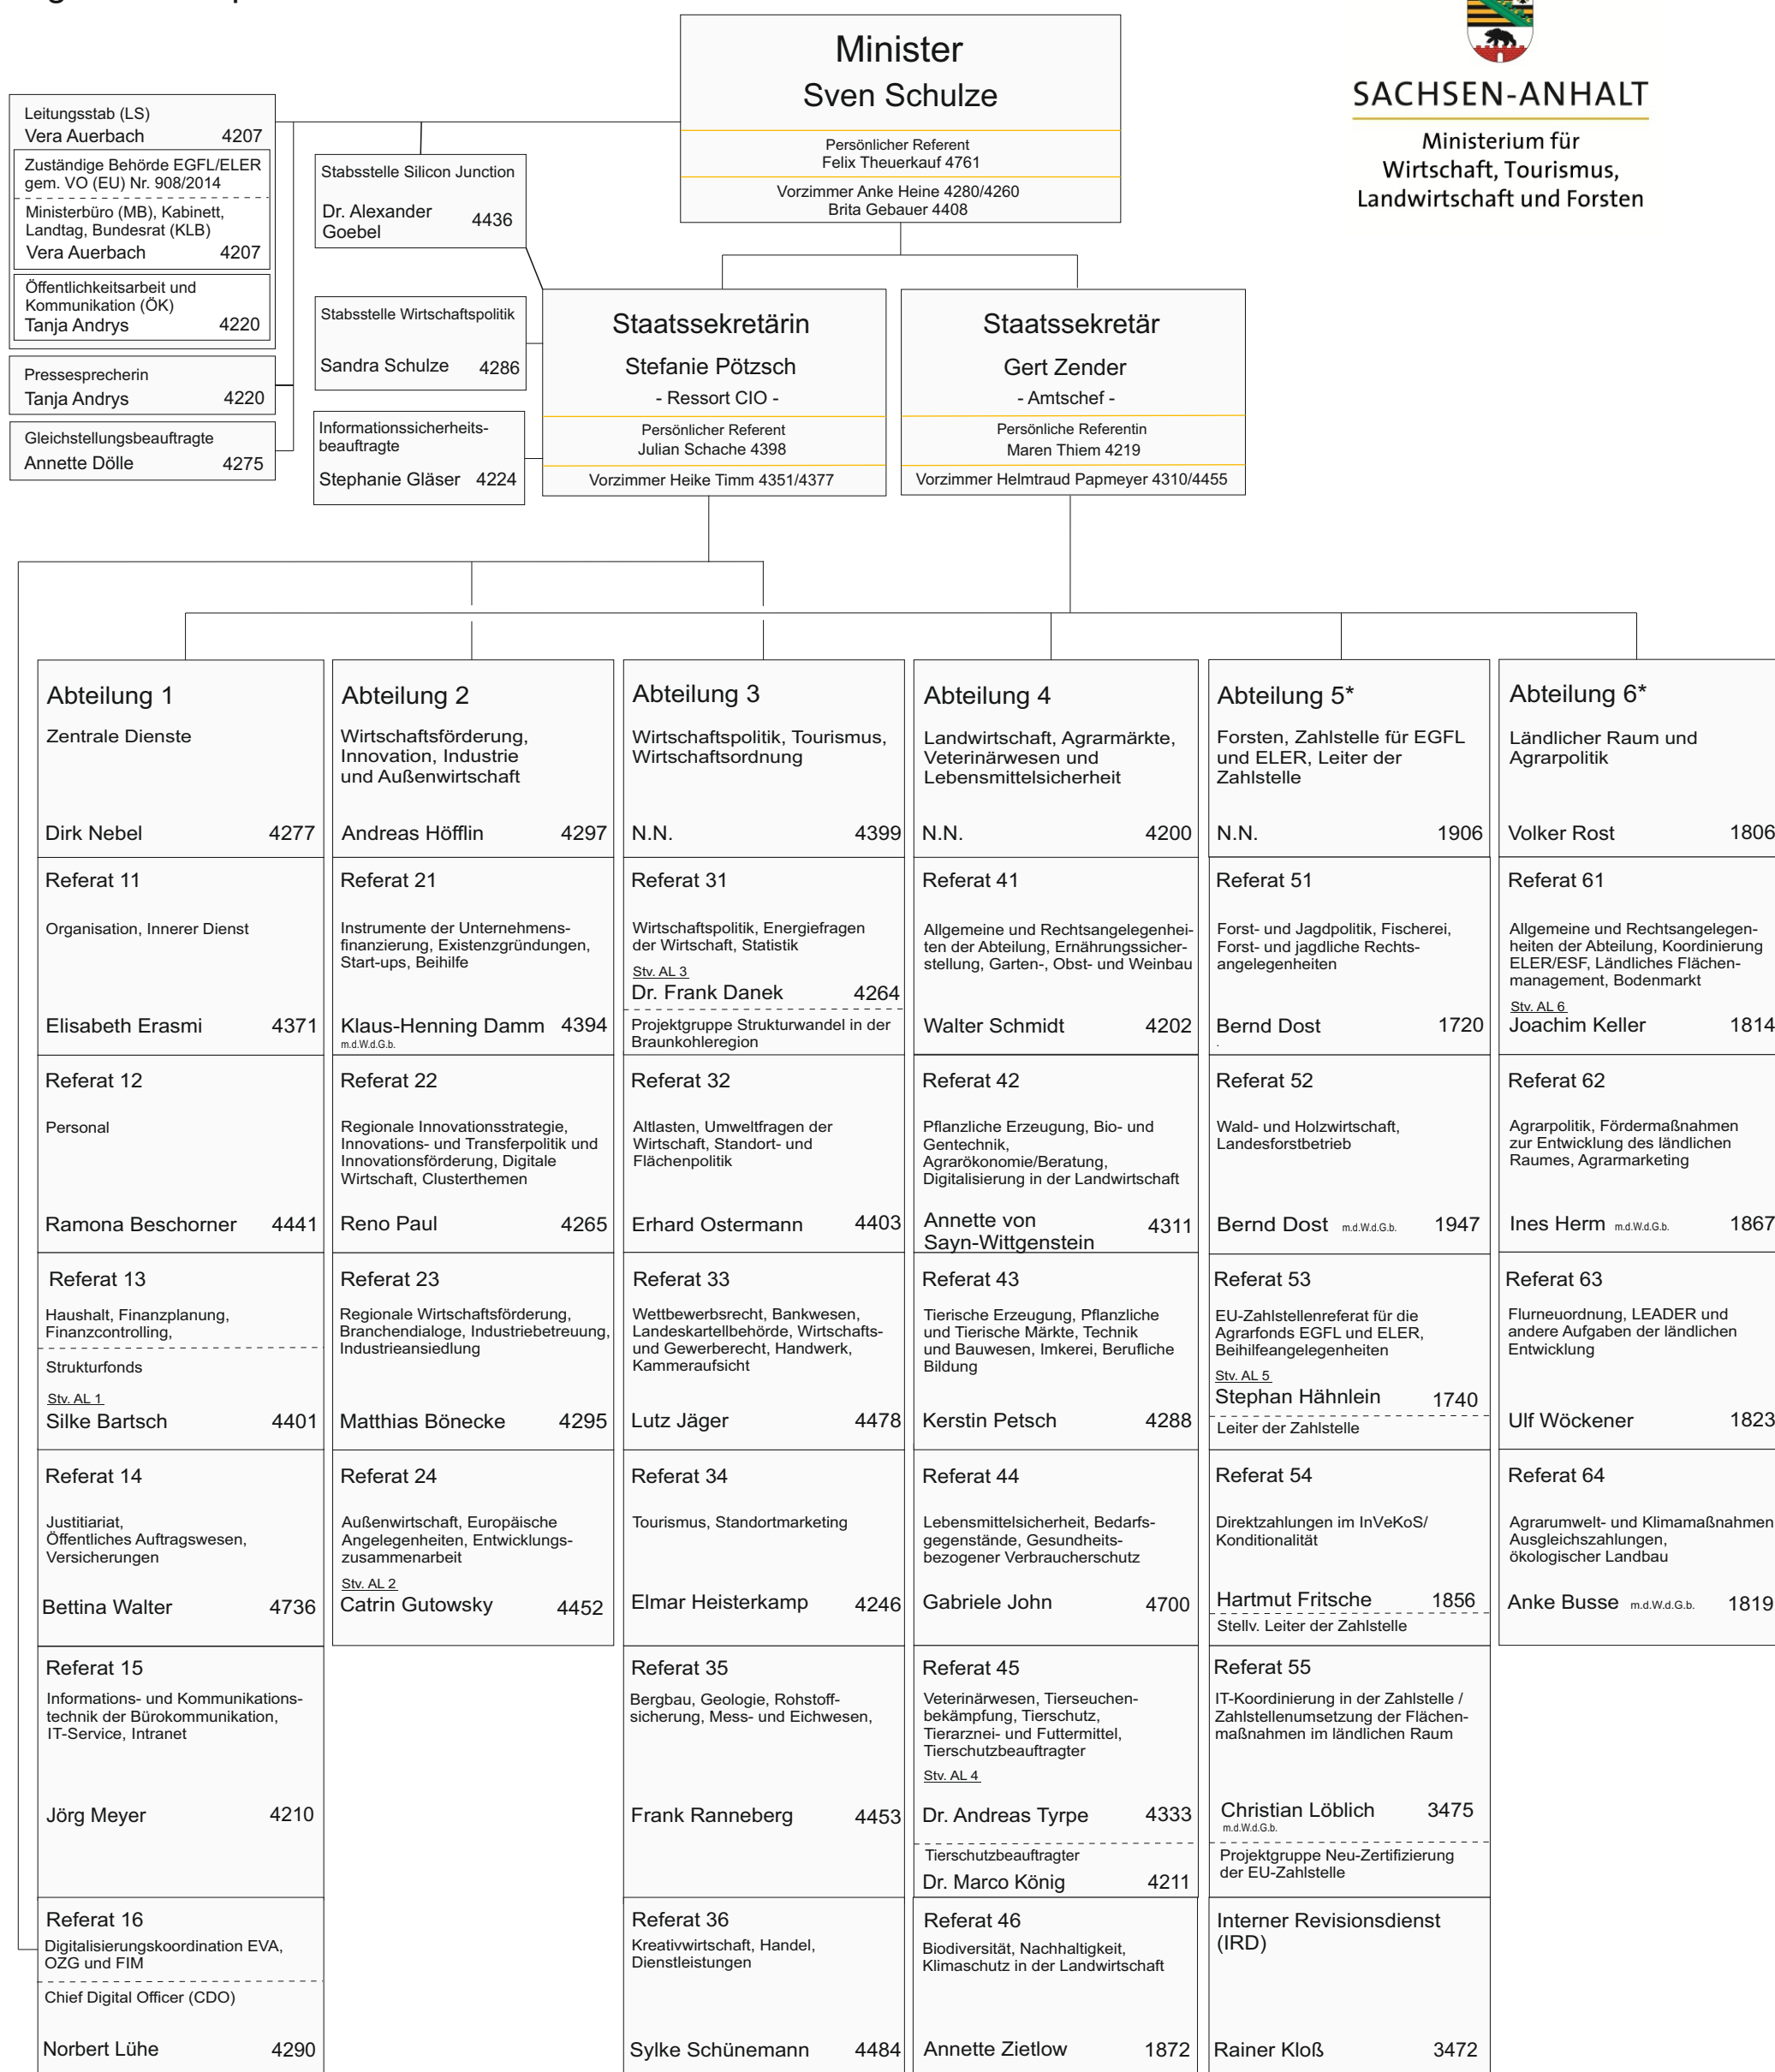 Minister
Sven Schulze
Persönlicher Referent
Felix Theuerkauf 4761
Vorzimmer Anke Heine 4280/4260
Brita Gebauer 4408
SACHSEN-ANHALT
Ministerium für
Wirtschaft, Tourismus,
Landwirtschaft und Forsten
Leitungsstab (LS)
Vera Auerbach 4207
Zuständige Behörde EGFL/ELER
gem. VO (EU) Nr. 908/2014
Ministerbüro (MB), Kabinett,
Landtag, Bundesrat (KLB)
Vera Auerbach 4207
Öffentlichkeitsarbeit und
Kommunikation (ÖK)
Tanja Andrys 4220
Pressesprecherin
Tanja Andrys 4220
Gleichstellungsbeauftragte
Annette Dölle 4275
Stabsstelle Silicon Junction
Dr. Alexander
Goebel 4436
Stabsstelle Wirtschaftspolitik
Sandra Schulze 4286
Informationssicherheits-
beauftragte
Stephanie Gläser 4224
Staatssekretärin
Stefanie Pötzsch
- Ressort CIO -
Persönlicher Referent
Julian Schache 4398
Vorzimmer Heike Timm 4351/4377
Staatssekretär
Gert Zender
- Amtschef -
Persönliche Referentin
Maren Thiem 4219
Vorzimmer Helmtraud Papmeyer 4310/4455
Abteilung 1
Zentrale Dienste
Dirk Nebel 4277
Referat 11
Organisation, Innerer Dienst
Elisabeth Erasmi 4371
Referat 12
Personal
Ramona Beschorner 4441
Referat 13
Haushalt, Finanzplanung,
Finanzcontrolling,
Strukturfonds
Stv. AL 1
Silke Bartsch 4401
Referat 14
Justitiariat,
Öffentliches Auftragswesen,
Versicherungen
Bettina Walter 4736
Referat 15
Informations- und Kommunikations-
technik der Bürokommunikation,
IT-Service, Intranet
Jörg Meyer 4210
Referat 16
Digitalisierungskoordination EVA,
OZG und FIM
Chief Digital Officer (CDO)
Norbert Lühe 4290
Abteilung 2
Wirtschaftsförderung,
Innovation, Industrie
und Außenwirtschaft
Andreas Höfflin 4297
Referat 21
Instrumente der Unternehmens-
finanzierung, Existenzgründungen,
Start-ups, Beihilfe
Klaus-Henning Damm 4394
m.d.W.d.G.b.
Referat 22
Regionale Innovationsstrategie,
Innovations- und Transferpolitik und
Innovationsförderung, Digitale
Wirtschaft, Clusterthemen
Reno Paul 4265
Referat 23
Regionale Wirtschaftsförderung,
Branchendialoge, Industriebetreuung,
Industrieansiedlung
Matthias Bönecke 4295
Referat 24
Außenwirtschaft, Europäische
Angelegenheiten, Entwicklungs-
zusammenarbeit
Stv. AL 2
Catrin Gutowsky 4452
Abteilung 3
Wirtschaftspolitik, Tourismus,
Wirtschaftsordnung
N.N. 4399
Referat 31
Wirtschaftspolitik, Energiefragen
der Wirtschaft, Statistik
Stv. AL 3
Dr. Frank Danek 4264
Projektgruppe Strukturwandel in der
Braunkohleregion
Referat 32
Altlasten, Umweltfragen der
Wirtschaft, Standort- und
Flächenpolitik
Erhard Ostermann 4403
Referat 33
Wettbewerbsrecht, Bankwesen,
Landeskartellbehörde, Wirtschafts-
und Gewerberecht, Handwerk,
Kammeraufsicht
Lutz Jäger 4478
Referat 34
Tourismus, Standortmarketing
Elmar Heisterkamp 4246
Referat 35
Bergbau, Geologie, Rohstoff-
sicherung, Mess- und Eichwesen,
Frank Ranneberg 4453
Referat 36
Kreativwirtschaft, Handel,
Dienstleistungen
Sylke Schünemann 4484
Abteilung 4
Landwirtschaft, Agrarmärkte,
Veterinärwesen und
Lebensmittelsicherheit
N.N. 4200
Referat 41
Allgemeine und Rechtsangelegenhei-
ten der Abteilung, Ernährungssicher-
stellung, Garten-, Obst- und Weinbau
Walter Schmidt 4202
Referat 42
Pflanzliche Erzeugung, Bio- und
Gentechnik,
Agrarökonomie/Beratung,
Digitalisierung in der Landwirtschaft
Annette von
Sayn-Wittgenstein 4311
Referat 43
Tierische Erzeugung, Pflanzliche
und Tierische Märkte, Technik
und Bauwesen, Imkerei, Berufliche
Bildung
Kerstin Petsch 4288
Referat 44
Lebensmittelsicherheit, Bedarfs-
gegenstände, Gesundheits-
bezogener Verbraucherschutz
Gabriele John 4700
Referat 45
Veterinärwesen, Tierseuchen-
bekämpfung, Tierschutz,
Tierarznei- und Futtermittel,
Tierschutzbeauftragter
Stv. AL 4
Dr. Andreas Tyrpe 4333
Tierschutzbeauftragter
Dr. Marco König 4211
Referat 46
Biodiversität, Nachhaltigkeit,
Klimaschutz in der Landwirtschaft
Annette Zietlow 1872
Abteilung 5*
Forsten, Zahlstelle für EGFL
und ELER, Leiter der
Zahlstelle
N.N. 1906
Referat 51
Forst- und Jagdpolitik, Fischerei,
Forst- und jagdliche Rechts-
angelegenheiten
Bernd Dost 1720
Referat 52
Wald- und Holzwirtschaft,
Landesforstbetrieb
Bernd Dost m.d.W.d.G.b. 1947
Referat 53
EU-Zahlstellenreferat für die
Agrarfonds EGFL und ELER,
Beihilfeangelegenheiten
Stv. AL 5
Stephan Hähnlein 1740
Leiter der Zahlstelle
Referat 54
Direktzahlungen im InVeKoS/
Konditionalität
Hartmut Fritsche 1856
Stellv. Leiter der Zahlstelle
Referat 55
IT-Koordinierung in der Zahlstelle /
Zahlstellenumsetzung der Flächen-
maßnahmen im ländlichen Raum
Christian Löblich 3475
m.d.W.d.G.b.
Projektgruppe Neu-Zertifizierung
der EU-Zahlstelle
Interner Revisionsdienst
(IRD)
Rainer Kloß 3472
Abteilung 6*
Ländlicher Raum und
Agrarpolitik
Volker Rost 1806
Referat 61
Allgemeine und Rechtsangelegen-
heiten der Abteilung, Koordinierung
ELER/ESF, Ländliches Flächen-
management, Bodenmarkt
Stv. AL 6
Joachim Keller 1814
Referat 62
Agrarpolitik, Fördermaßnahmen
zur Entwicklung des ländlichen
Raumes, Agrarmarketing
Ines Herm m.d.W.d.G.b. 1867
Referat 63
Flurneuordnung, LEADER und
andere Aufgaben der ländlichen
Entwicklung
Ulf Wöckener 1823
Referat 64
Agrarumwelt- und Klimamaßnahmen
Ausgleichszahlungen,
ökologischer Landbau
Anke Busse m.d.W.d.G.b. 1819